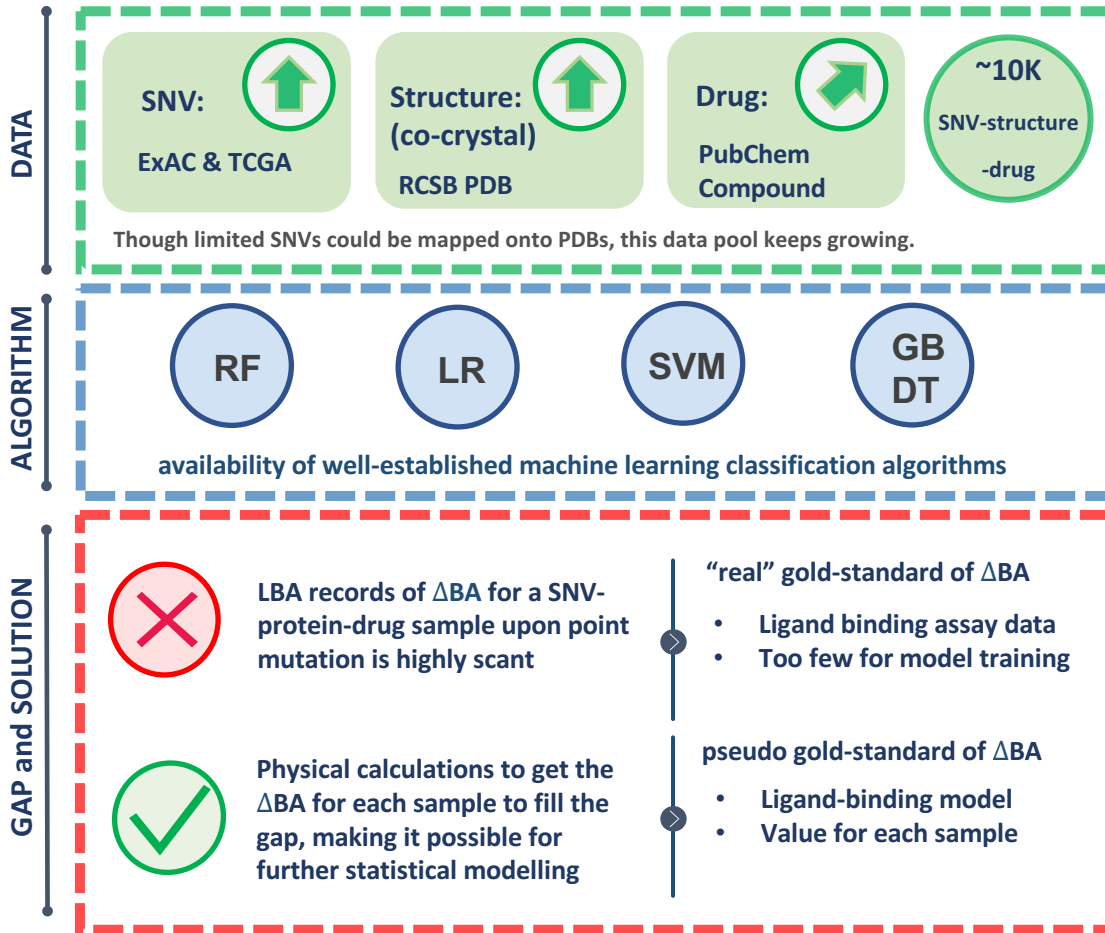 DATA
SNV:
ExAC & TCGA
Structure:
(co-crystal)
RCSB PDB
Drug:
PubChem
Compound
~10K
SNV-structure
-drug
Though limited SNVs could be mapped onto PDBs, this data pool keeps growing.
ALGORITHM
RF
LR
SVM
GB
DT
availability of well-established machine learning classification algorithms
GAP and SOLUTION
LBA records of ΔBA for a SNV-
protein-drug sample upon point
mutation is highly scant
“real” gold-standard of ΔBA
• Ligand binding assay data
• Too few for model training
Physical calculations to get the
ΔBA for each sample to fill the
gap, making it possible for
further statistical modelling
pseudo gold-standard of ΔBA
• Ligand-binding model
• Value for each sample